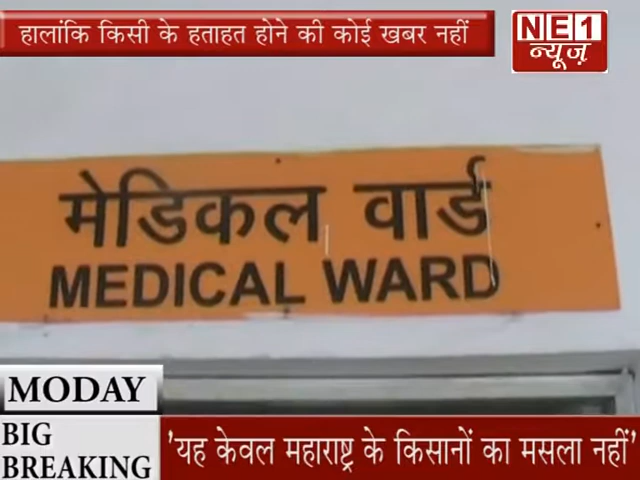 हालांकि किसी के हताहत होने की कोई खबर नहीं
NE1
न्यूज़
मेडिकल वार्ड
MEDICAL WARD
MODAY
BIG
BREAKING
'यह केवल महाराष्ट्र के किसानों का मसला नहीं'